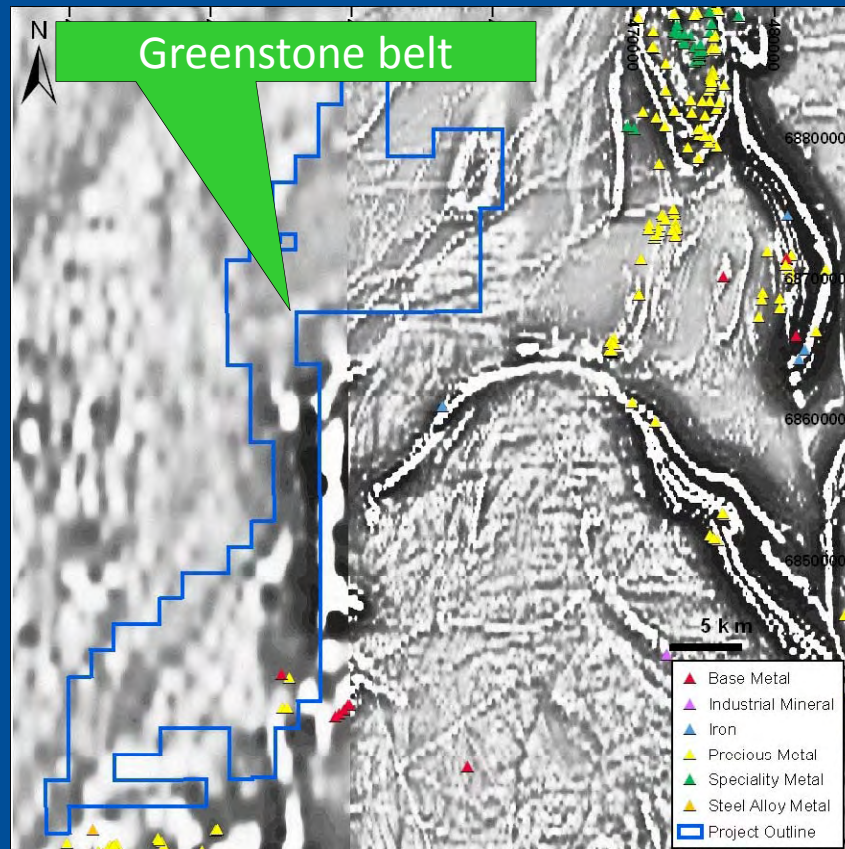 N
Greenstone belt
470000
480000
6880000
6870000
6860000
6850000
5 km
Base Metal
Industrial Mineral
Iron
Precious Metal
Speciality Metal
Steel Alloy Metal
Project Outline